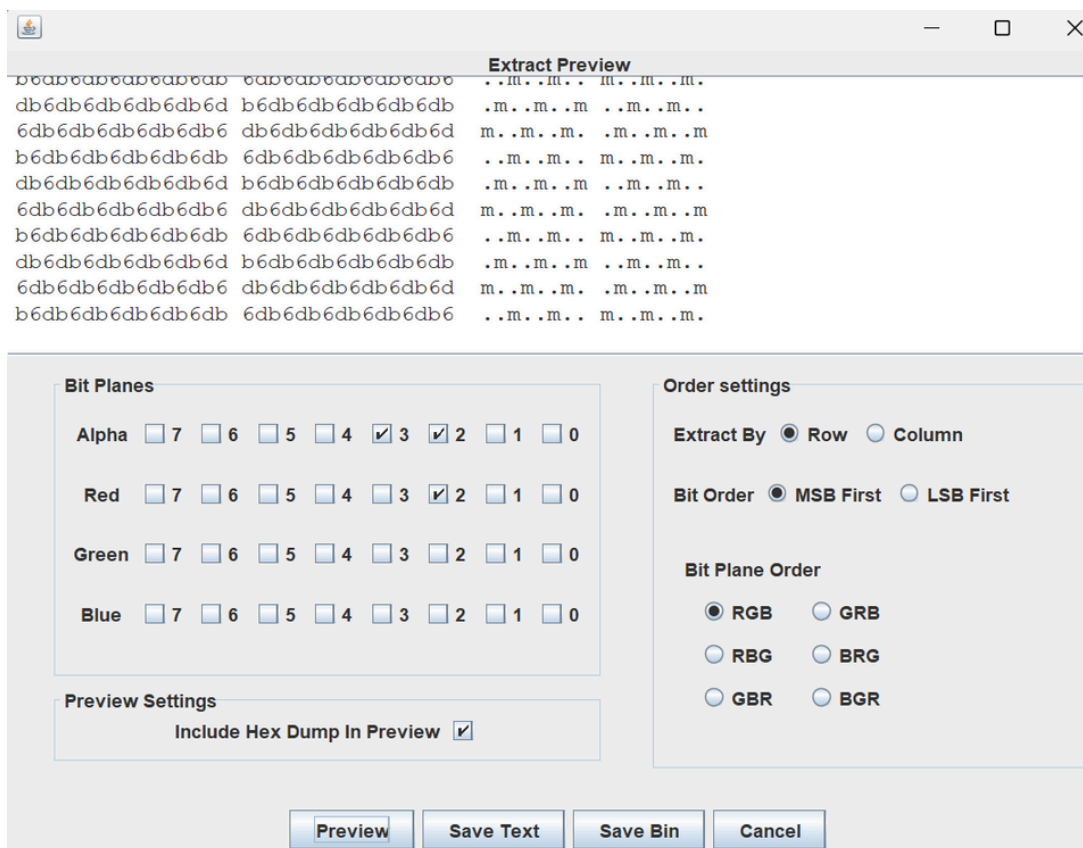 Extract Preview
b6db6db6db6db6db 6db6db6db6db6db6 ..m..m.. m..m..m.
db6db6db6db6db6d b6db6db6db6db6db .m..m..m ..m..m..
6db6db6db6db6db6 db6db6db6db6db6d m..m..m. .m..m..m
b6db6db6db6db6db 6db6db6db6db6db6 ..m..m.. m..m..m.
db6db6db6db6db6d b6db6db6db6db6db .m..m..m ..m..m..
6db6db6db6db6db6 db6db6db6db6db6d m..m..m. .m..m..m
b6db6db6db6db6db 6db6db6db6db6db6 ..m..m.. m..m..m.
db6db6db6db6db6d b6db6db6db6db6db .m..m..m ..m..m..
6db6db6db6db6db6 db6db6db6db6db6d m..m..m. .m..m..m
b6db6db6db6db6db 6db6db6db6db6db6 ..m..m.. m..m..m.
Bit Planes
Alpha 7 6 5 4 3 2 1 0
Red 7 6 5 4 3 2 1 0
Green 7 6 5 4 3 2 1 0
Blue 7 6 5 4 3 2 1 0
Preview Settings
Include Hex Dump In Preview
Order settings
Extract By Row Column
Bit Order MSB First LSB First
Bit Plane Order
RGB GRB
RBG BRG
GBR BGR
Preview Save Text Save Bin Cancel